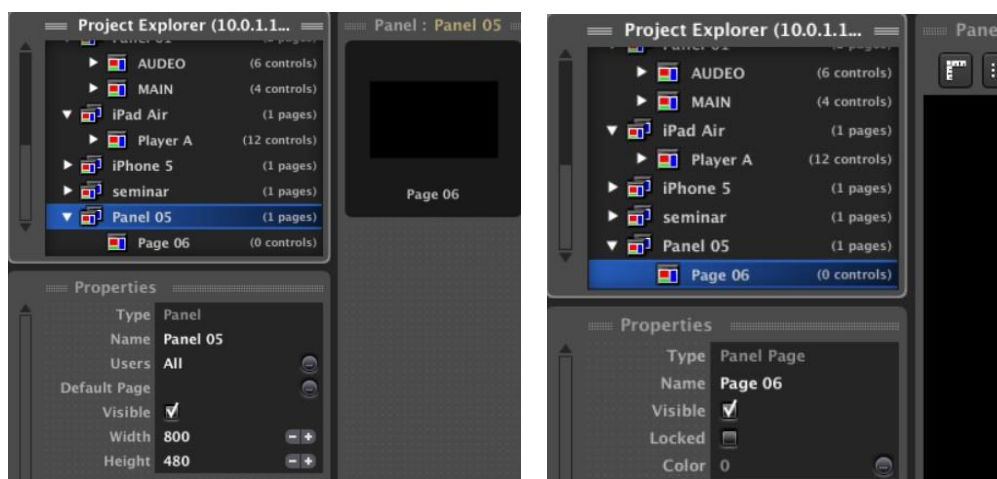 Project Explorer (10.0.1.1...
AUDEO (6 controls)
MAIN (4 controls)
iPad Air (1 pages)
Player A (12 controls)
iPhone 5 (1 pages)
seminar (1 pages)
Panel 05 (1 pages)
Page 06 (0 controls)
Properties
Type Panel
Name Panel 05
Users All
Default Page
Visible
Width 800
Height 480
Panel : Panel 05
Page 06
Project Explorer (10.0.1.1...
AUDEO (6 controls)
MAIN (4 controls)
iPad Air (1 pages)
Player A (12 controls)
iPhone 5 (1 pages)
seminar (1 pages)
Panel 05 (1 pages)
Page 06 (0 controls)
Properties
Type Panel Page
Name Page 06
Visible
Locked
Color 0
Pane